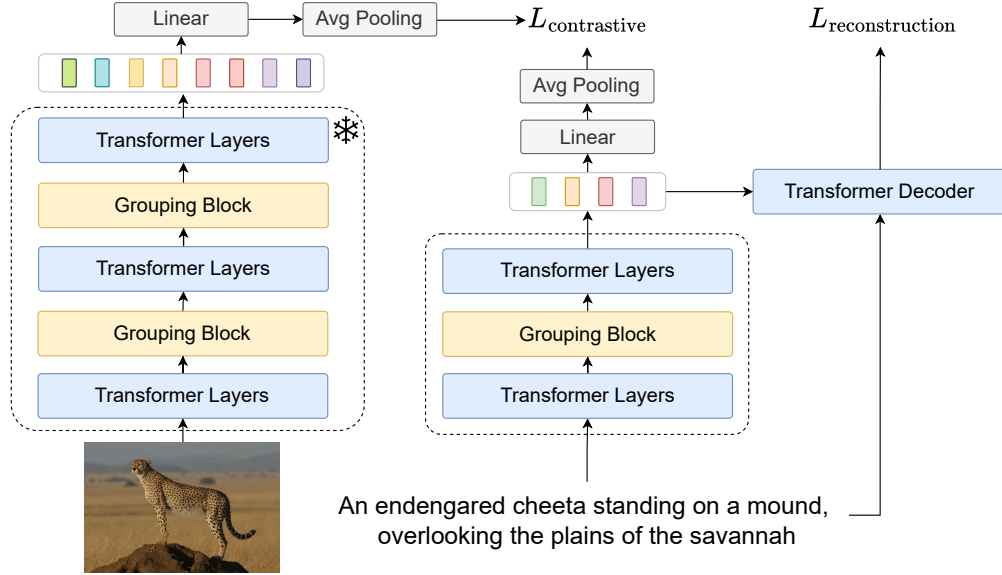 Linear
Avg Pooling
L_contrastive
L_reconstruction
Avg Pooling
Linear
Transformer Layers
Grouping Block
Transformer Layers
Grouping Block
Transformer Layers
Transformer Layers
Grouping Block
Transformer Layers
Transformer Decoder
An endengared cheeta standing on a mound,
overlooking the plains of the savannah